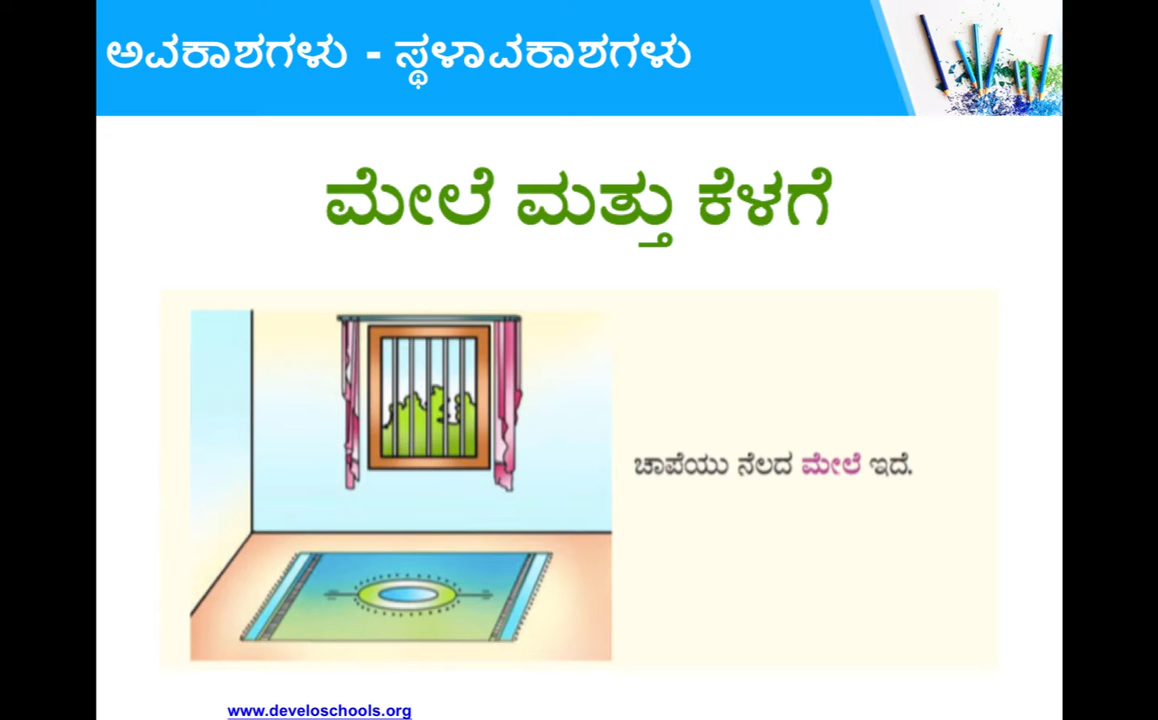 ಅವಕಾಶಗಳು - ಸ್ಥಳಾವಕಾಶಗಳು
ಮೇಲೆ ಮತ್ತು ಕೆಳಗೆ
ಚಾಪೆಯು ನೆಲದ ಮೇಲೆ ಇದೆ.
www.develoschools.org